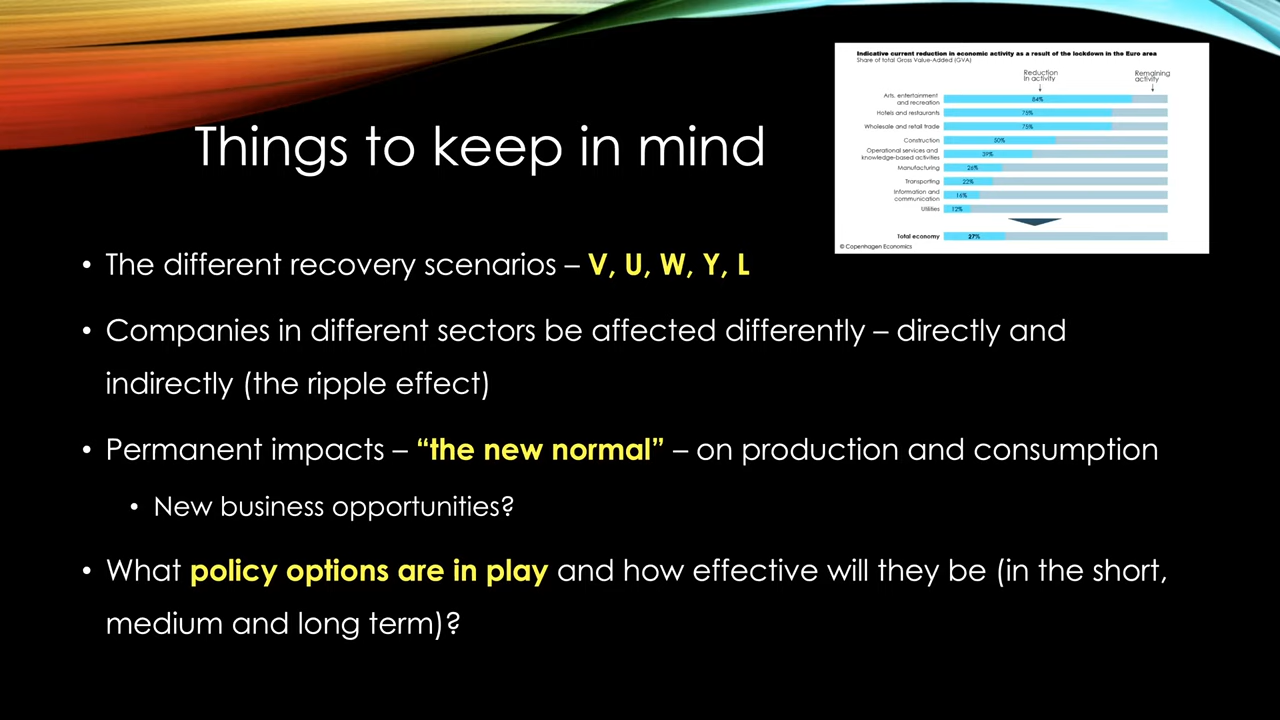 Indicative current reduction in economic activity as a result of the lockdown in the Euro area
Share of total Gross Value-Added (GVA)
Reduction
in activity
Remaining
activity
Arts, entertainment
and recreation
84%
Hotels and restaurants
75%
Wholesale and retail trade
75%
Construction
50%
Operational services and
knowledge-based activities
39%
Manufacturing
26%
Transporting
22%
Information and
communication
16%
Utilities
12%
Total economy
27%
© Copenhagen Economics
Things to keep in mind
• The different recovery scenarios – V, U, W, Y, L
• Companies in different sectors be affected differently – directly and
indirectly (the ripple effect)
• Permanent impacts – “the new normal” – on production and consumption
• New business opportunities?
• What policy options are in play and how effective will they be (in the short,
medium and long term)?